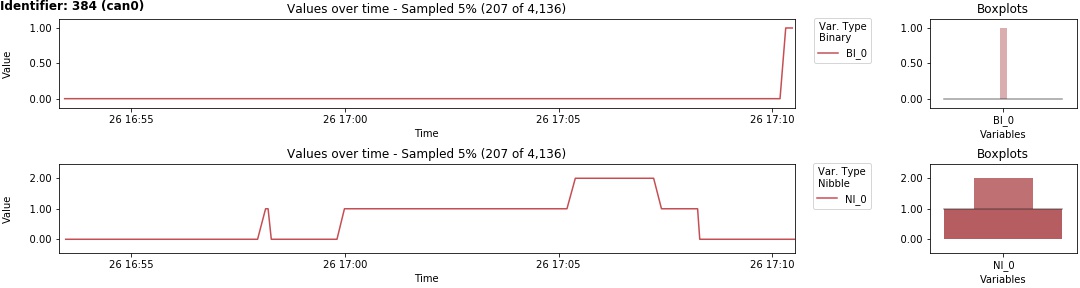 Identifier: 384 (can0)
Values over time - Sampled 5% (207 of 4,136)
Value
1.00
0.50
0.00
26 16:55
26 17:00
26 17:05
26 17:10
Time
Var. Type
Binary
BI_0
Boxplots
1.00
0.50
0.00
BI_0
Variables
Values over time - Sampled 5% (207 of 4,136)
Value
2.00
1.00
0.00
26 16:55
26 17:00
26 17:05
26 17:10
Time
Var. Type
Nibble
NI_0
Boxplots
2.00
1.00
0.00
NI_0
Variables